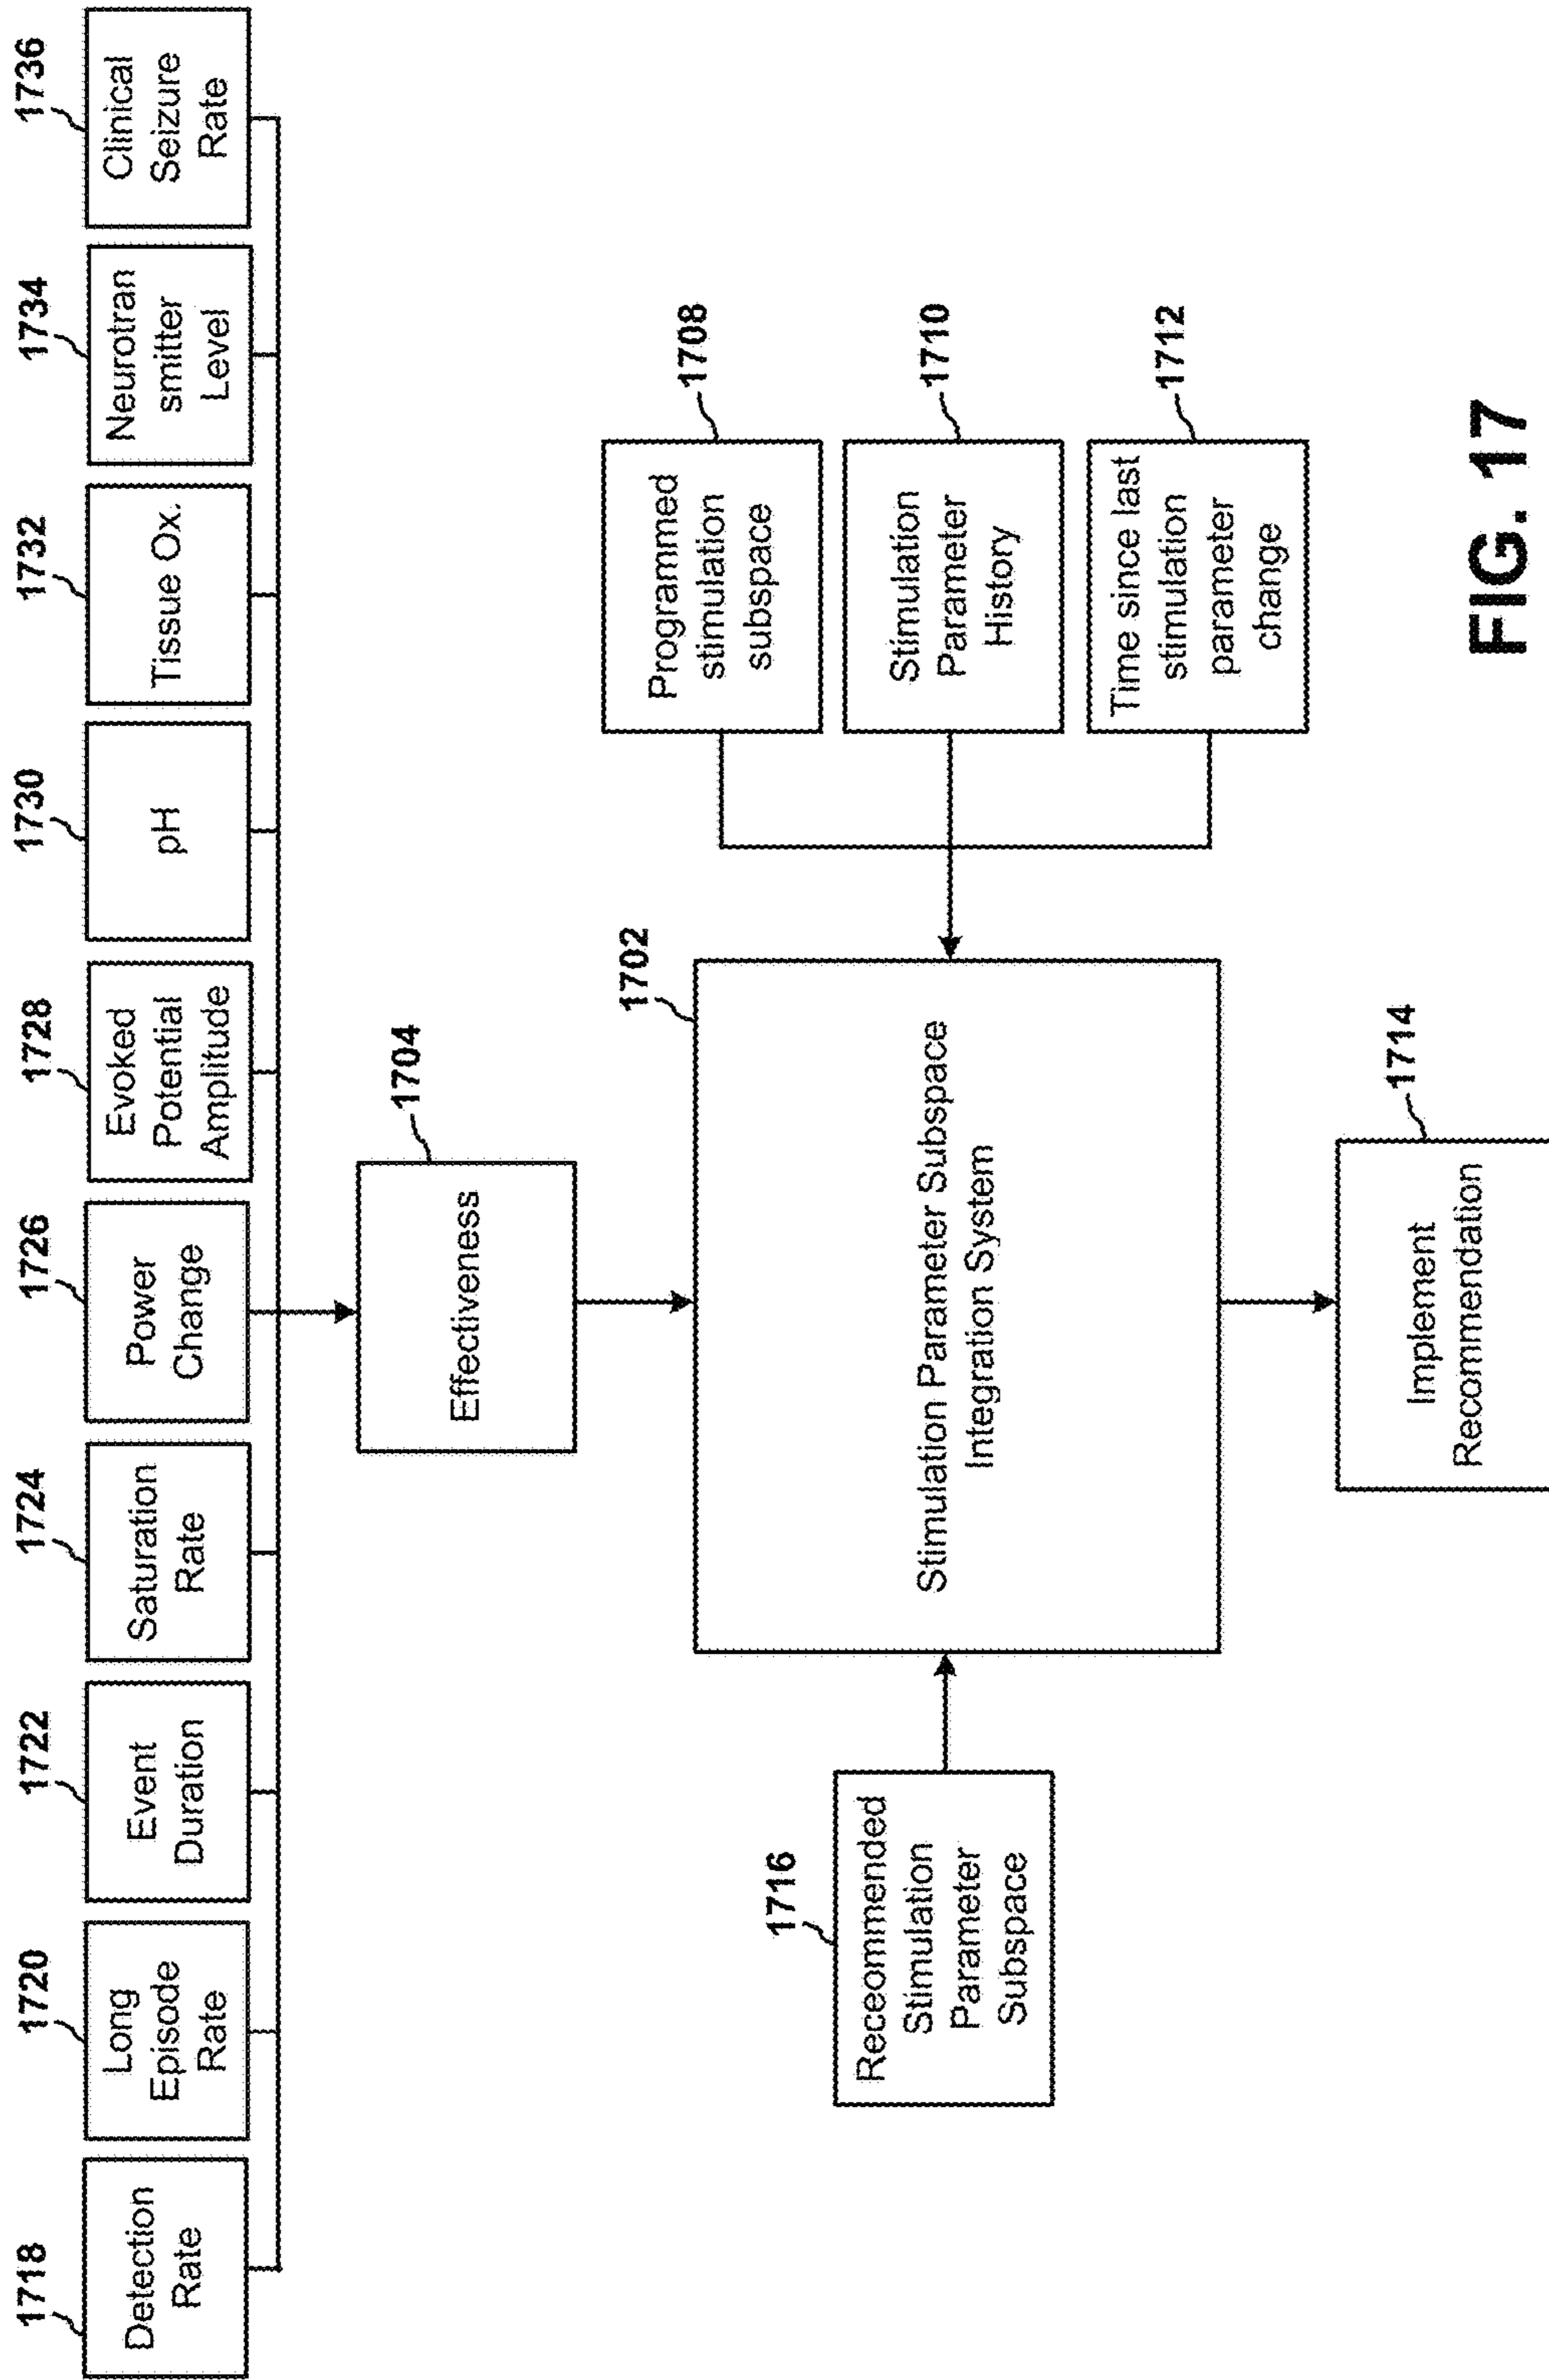 1718
Detection
Rate
1720
Long
Episode
Rate
1722
Event
Duration
1724
Saturation
Rate
1726
Power
Change
1728
Evoked
Potential
Amplitude
1730
pH
1732
Tissue Ox.
1734
Neurotran
smitter
Level
1736
Clinical
Seizure
Rate
1704
Effectiveness
1702
Stimulation Parameter Subspace
Integration System
1716
Receommended
Stimulation
Parameter
Subspace
1708
Programmed
stimulation
subspace
1710
Stimulation
Parameter
History
1712
Time since last
stimulation
parameter
change
1714
Implement
Recommendation
FIG. 17